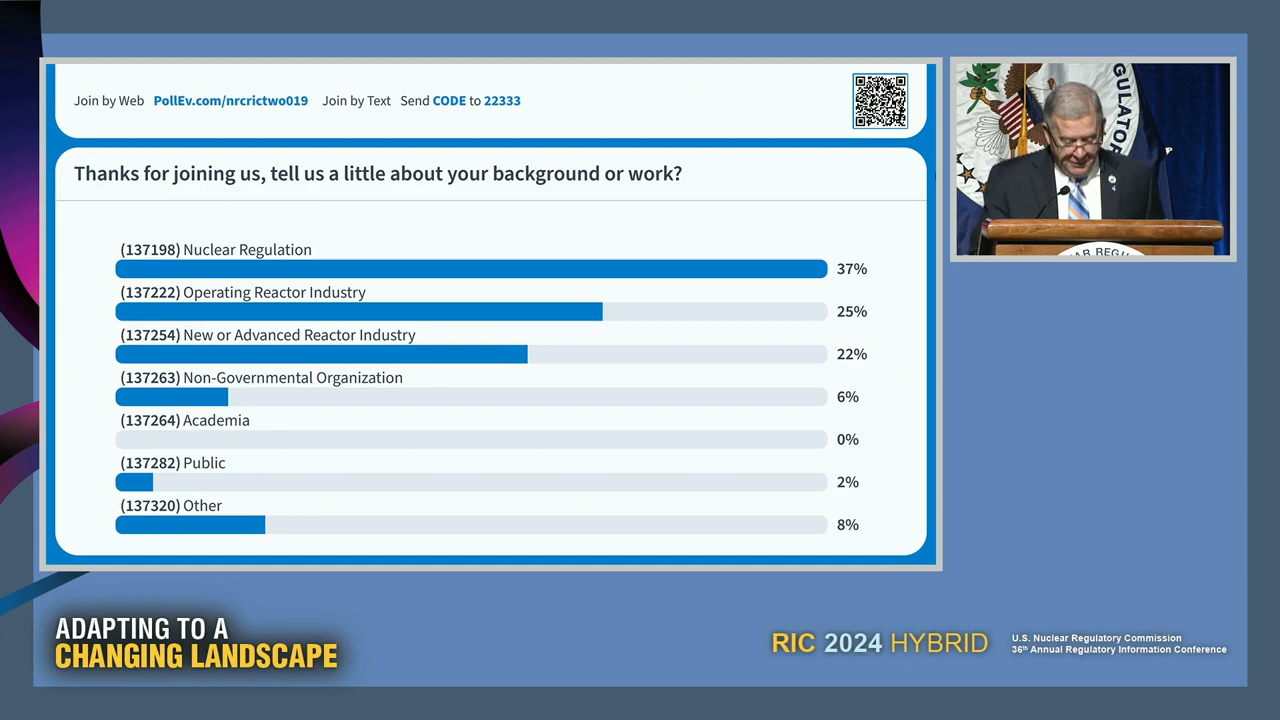 Join by Web PollEv.com/nrcrictwo019 Join by Text Send CODE to 22333
Thanks for joining us, tell us a little about your background or work?
(137198) Nuclear Regulation
37%
(137222) Operating Reactor Industry
25%
(137254) New or Advanced Reactor Industry
22%
(137263) Non-Governmental Organization
6%
(137264) Academia
0%
(137282) Public
2%
(137320) Other
8%
GULATOR
AR REGU
ADAPTING TO A
CHANGING LANDSCAPE
RIC 2024 HYBRID
U.S. Nuclear Regulatory Commission
36th Annual Regulatory Information Conference